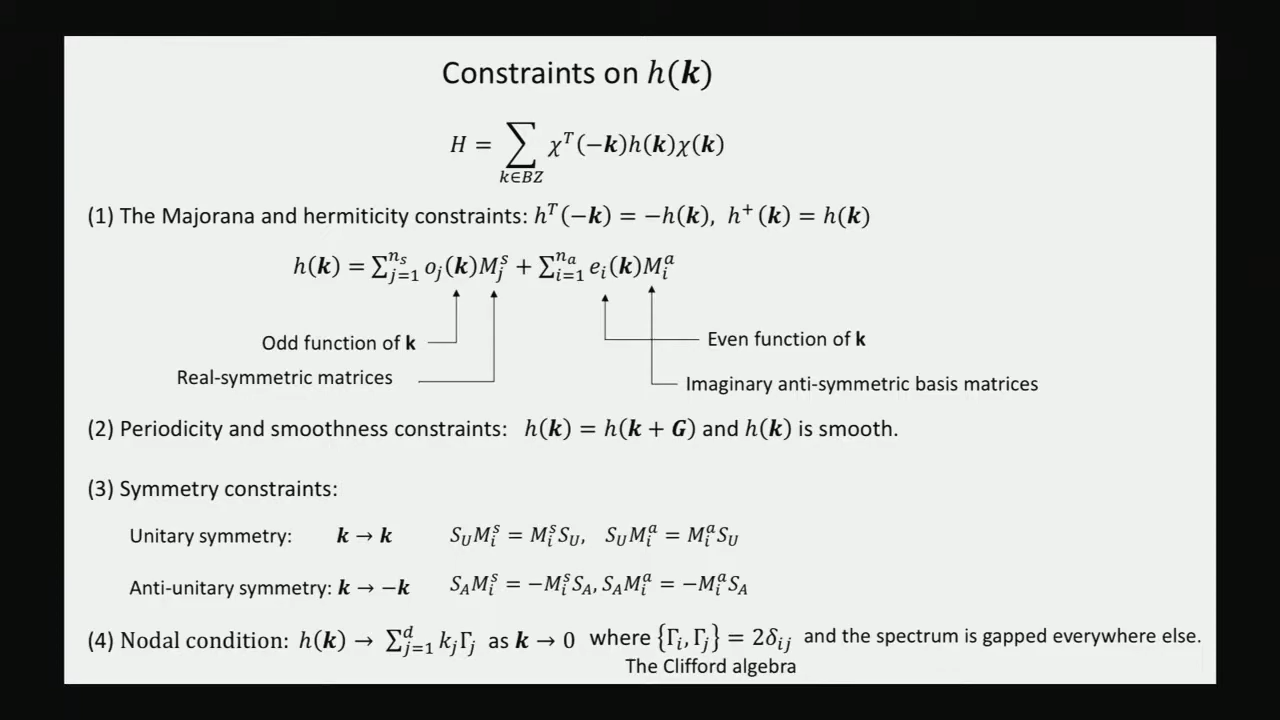 Constraints on h(k)
H = ∑_{k∈BZ} χ^T(−k)h(k)χ(k)
(1) The Majorana and hermiticity constraints: h^T(−k) = −h(k), h^+(k) = h(k)
h(k) = ∑_{j=1}^{n_s} o_j(k)M_j^s + ∑_{i=1}^{n_a} e_i(k)M_i^a
Odd function of k
Even function of k
Real-symmetric matrices
Imaginary anti-symmetric basis matrices
(2) Periodicity and smoothness constraints: h(k) = h(k + G) and h(k) is smooth.
(3) Symmetry constraints:
Unitary symmetry: k → k S_U M_i^s = M_i^s S_U, S_U M_i^a = M_i^a S_U
Anti-unitary symmetry: k → −k S_A M_i^s = −M_i^s S_A, S_A M_i^a = −M_i^a S_A
(4) Nodal condition: h(k) → ∑_{j=1}^{d} k_j Γ_j as k → 0 where {Γ_i, Γ_j} = 2δ_{ij} and the spectrum is gapped everywhere else.
The Clifford algebra